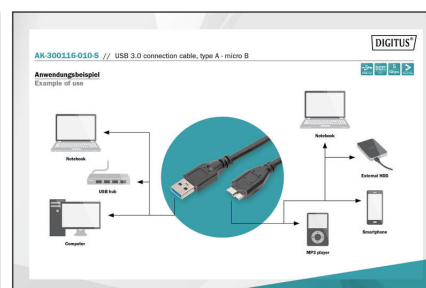 DIGITUS®
AK-300116-010-S // USB 3.0 connection cable, type A - micro B
Anwendungsbeispiel
Example of use
Notebook
USB hub
Computer
Notebook
External HDD
Smartphone
MP3 player